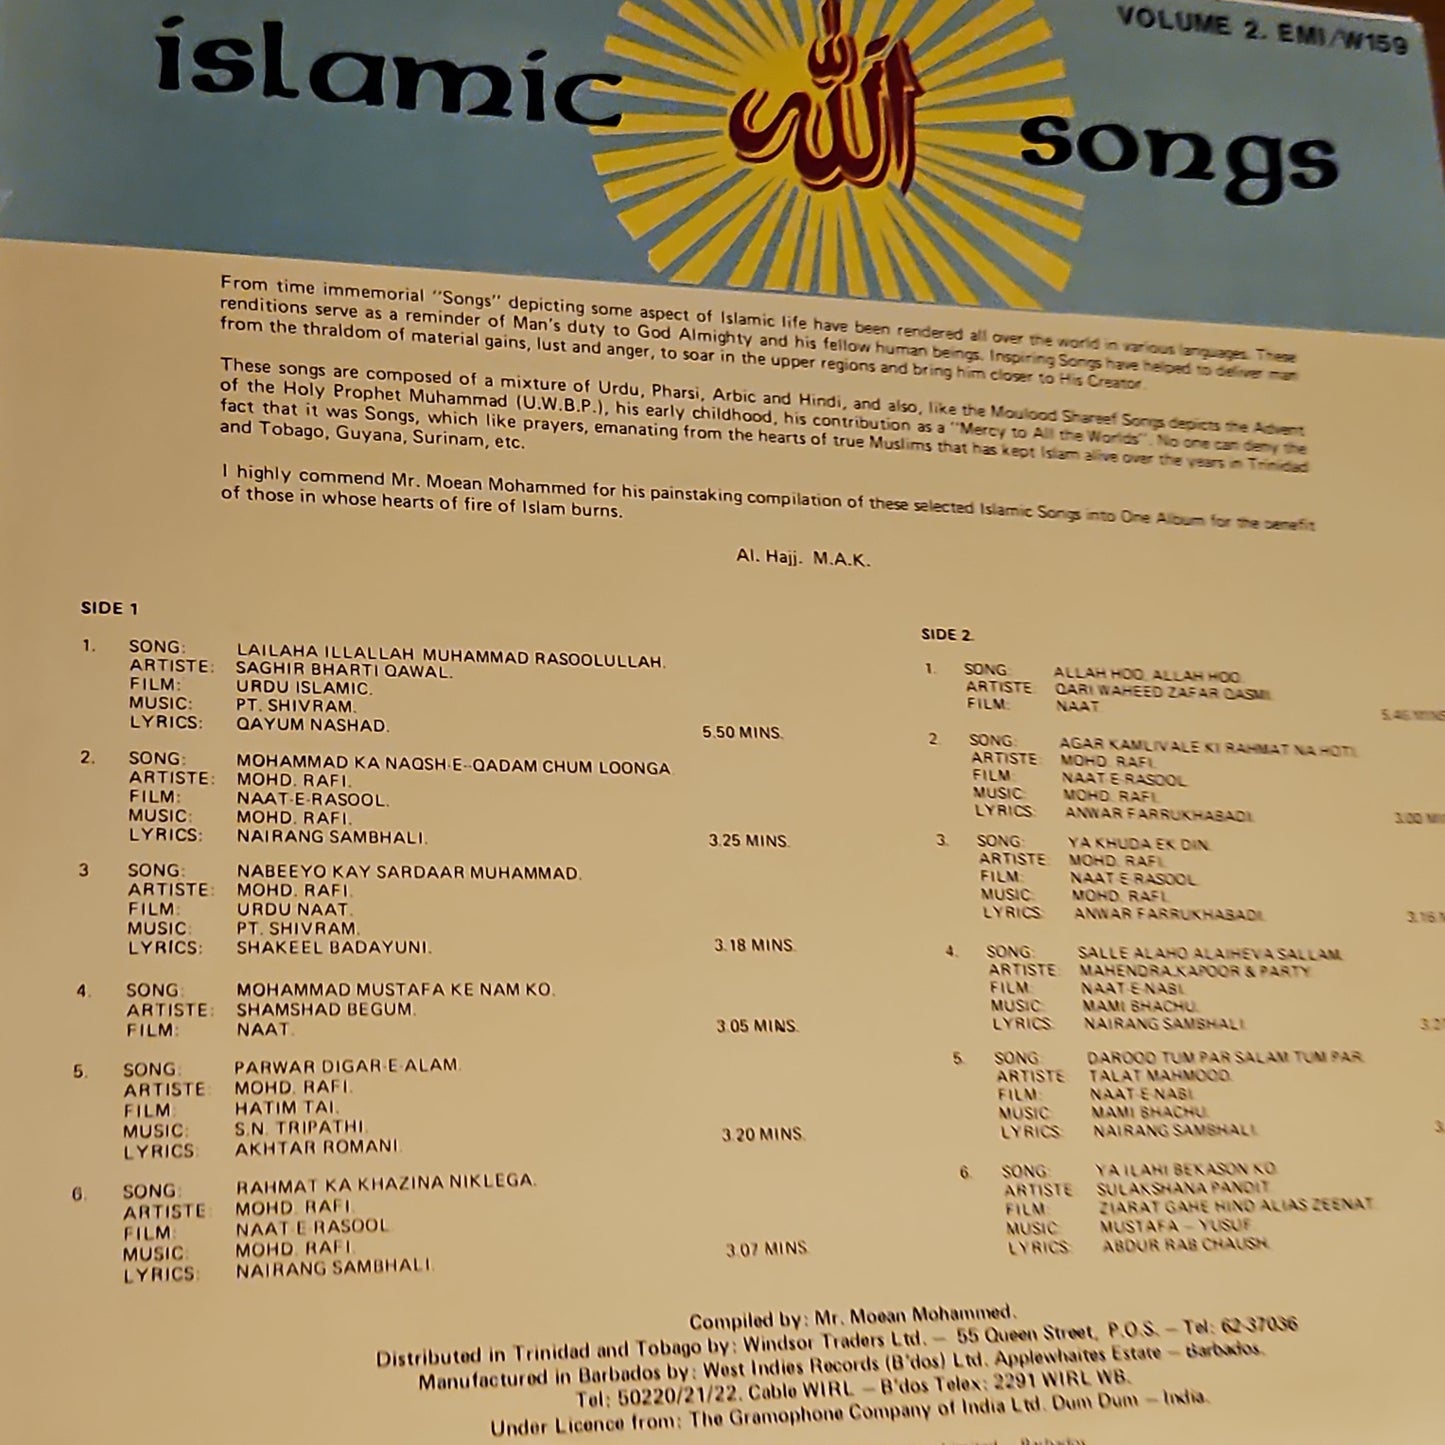 VOLUME 2. EMI/W159
islamic الله songs
From time immemorial "Songs" depicting some aspect of Islamic life have been rendered all over the world in various languages. These
renditions serve as a reminder of Man's duty to God Almighty and his fellow human beings. Inspiring Songs have helped to deliver man
from the thraldom of material gains, lust and anger, to soar in the upper regions and bring him closer to His Creator.
These songs are composed of a mixture of Urdu, Pharsi, Arbic and Hindi, and also, like the Moulood Shareef Songs depicts the Advent
of the Holy Prophet Muhammad (U.W.B.P.), his early childhood, his contribution as a "Mercy to All the Worlds". No one can deny the
fact that it was Songs, which like prayers, emanating from the hearts of true Muslims that has kept Islam alive over the years in Trinidad
and Tobago, Guyana, Surinam, etc.
I highly commend Mr. Moean Mohammed for his painstaking compilation of these selected Islamic Songs into One Album for the benefit
of those in whose hearts of fire of Islam burns.
Al. Hajj. M.A.K.
SIDE 1
1. SONG: LAILAHA ILLALLAH MUHAMMAD RASOOLULLAH.
ARTISTE: SAGHIR BHARTI QAWAL.
FILM: URDU ISLAMIC.
MUSIC: PT. SHIVRAM.
LYRICS: QAYUM NASHAD. 5.50 MINS.
2. SONG: MOHAMMAD KA NAQSH-E--QADAM CHUM LOONGA.
ARTISTE: MOHD. RAFI.
FILM: NAAT-E-RASOOL.
MUSIC: MOHD. RAFI.
LYRICS: NAIRANG SAMBHALI. 3.25 MINS.
3 SONG: NABEEYO KAY SARDAAR MUHAMMAD.
ARTISTE: MOHD. RAFI.
FILM: URDU NAAT.
MUSIC: PT. SHIVRAM.
LYRICS: SHAKEEL BADAYUNI. 3.18 MINS.
4. SONG: MOHAMMAD MUSTAFA KE NAM KO.
ARTISTE: SHAMSHAD BEGUM.
FILM: NAAT. 3.05 MINS.
5. SONG: PARWAR DIGAR-E-ALAM.
ARTISTE: MOHD. RAFI.
FILM: HATIM TAI.
MUSIC: S.N. TRIPATHI.
LYRICS: AKHTAR ROMANI. 3.20 MINS.
6. SONG: RAHMAT KA KHAZINA NIKLEGA.
ARTISTE: MOHD. RAFI.
FILM: NAAT-E-RASOOL.
MUSIC: MOHD. RAFI.
LYRICS: NAIRANG SAMBHALI. 3.07 MINS.
SIDE 2.
1. SONG: ALLAH HOO, ALLAH HOO.
ARTISTE: QARI WAHEED ZAFAR QASMI.
FILM: NAAT. 5.46 MINS
2. SONG: AGAR KAMLIVALE KI RAHMAT NA HOTI.
ARTISTE: MOHD. RAFI.
FILM: NAAT-E-RASOOL.
MUSIC: MOHD. RAFI.
LYRICS: ANWAR FARRUKHABADI. 3.00
3. SONG: YA KHUDA EK DIN.
ARTISTE: MOHD. RAFI.
FILM: NAAT-E-RASOOL.
MUSIC: MOHD. RAFI.
LYRICS: ANWAR FARRUKHABADI. 3.16
4. SONG: SALLE ALAHO ALAIHEVA SALLAM.
ARTISTE: MAHENDRA.KAPOOR & PARTY.
FILM: NAAT-E-NABI.
MUSIC: MAMI BHACHU.
LYRICS: NAIRANG SAMBHALI.
5. SONG: DAROOD TUM PAR SALAM TUM PAR.
ARTISTE: TALAT MAHMOOD.
FILM: NAAT-E-NABI.
MUSIC: MAMI BHACHU.
LYRICS: NAIRANG SAMBHALI.
6. SONG: YA ILAHI BEKASON KO.
ARTISTE: SULAKSHANA PANDIT.
FILM: ZIARAT GAHE HIND ALIAS ZEENAT.
MUSIC: MUSTAFA – YUSUF.
LYRICS: ABDUR RAB CHAUSH.
Compiled by: Mr. Moean Mohammed.
Distributed in Trinidad and Tobago by: Windsor Traders Ltd. – 55 Queen Street, P.O.S. – Tel: 62-37036
Manufactured in Barbados by: West Indies Records (B'dos) Ltd. Applewhaites Estate – Barbados.
Tel: 50220/21/22. Cable WIRL – B'dos Telex: 2291 WIRL WB.
Under Licence from: The Gramophone Company of India Ltd. Dum Dum – India.
Barbados